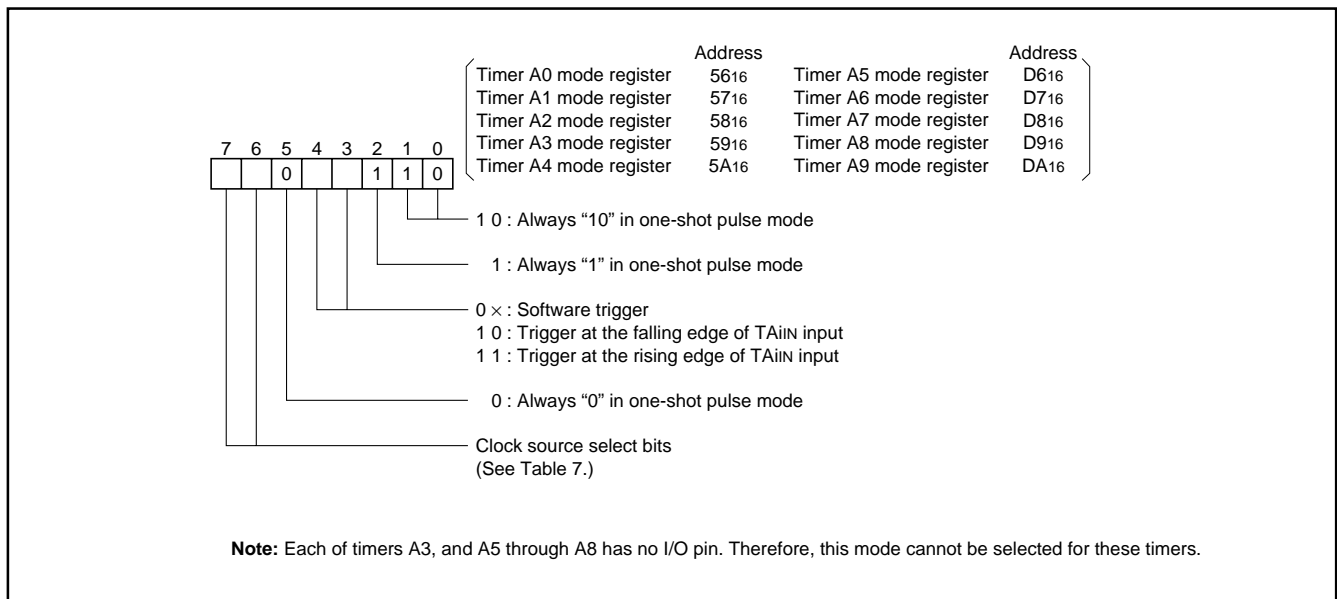 Address Address
Timer A0 mode register 5616 Timer A5 mode register D616
Timer A1 mode register 5716 Timer A6 mode register D716
Timer A2 mode register 5816 Timer A7 mode register D816
Timer A3 mode register 5916 Timer A8 mode register D916
Timer A4 mode register 5A16 Timer A9 mode register DA16
7 6 5 4 3 2 1 0
0 1 1 0
1 0 : Always “10” in one-shot pulse mode
1 : Always “1” in one-shot pulse mode
0 × : Software trigger
1 0 : Trigger at the falling edge of TAiIN input
1 1 : Trigger at the rising edge of TAiIN input
0 : Always “0” in one-shot pulse mode
Clock source select bits
(See Table 7.)
Note: Each of timers A3, and A5 through A8 has no I/O pin. Therefore, this mode cannot be selected for these timers.